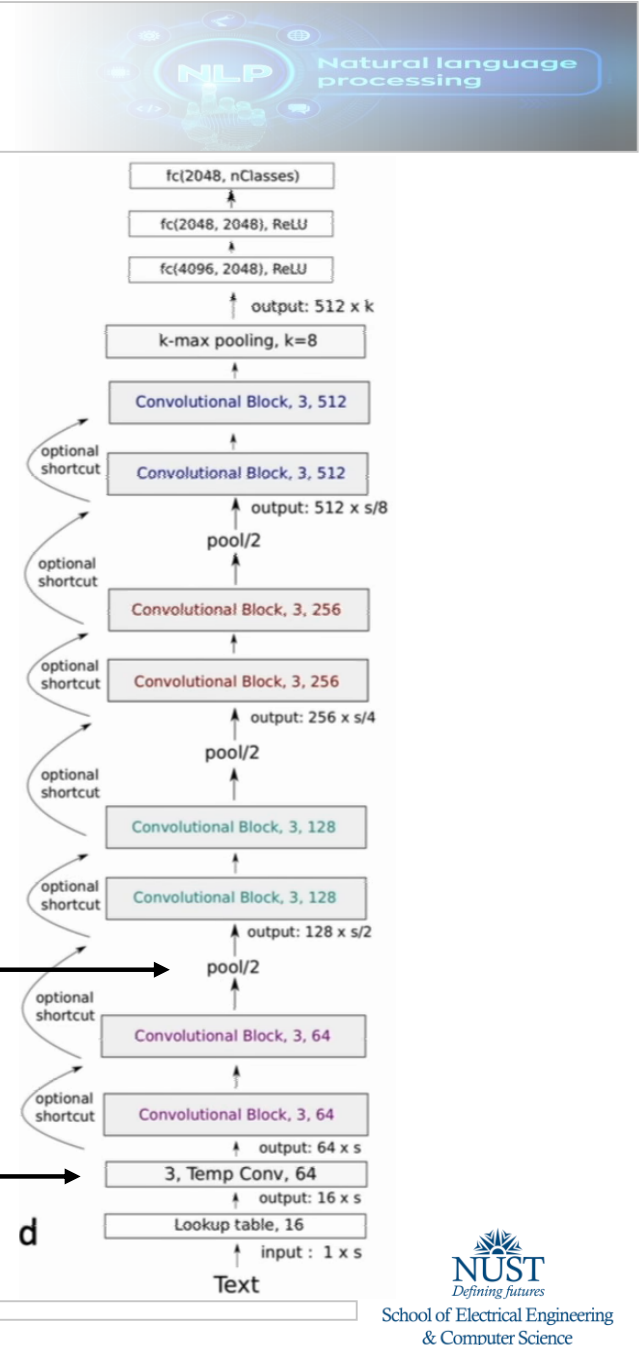 NLP
Natural language
processing
fc(2048, nClasses)
fc(2048, 2048), ReLU
fc(4096, 2048), ReLU
output: 512 x k
k-max pooling, k=8
Convolutional Block, 3, 512
optional
shortcut
Convolutional Block, 3, 512
output: 512 x s/8
pool/2
optional
shortcut
Convolutional Block, 3, 256
optional
shortcut
Convolutional Block, 3, 256
output: 256 x s/4
pool/2
optional
shortcut
Convolutional Block, 3, 128
optional
shortcut
Convolutional Block, 3, 128
output: 128 x s/2
pool/2
optional
shortcut
Convolutional Block, 3, 64
optional
shortcut
Convolutional Block, 3, 64
output: 64 x s
3, Temp Conv, 64
output: 16 x s
d
Lookup table, 16
input : 1 x s
Text
NUST
Defining futures
School of Electrical Engineering
& Computer Science